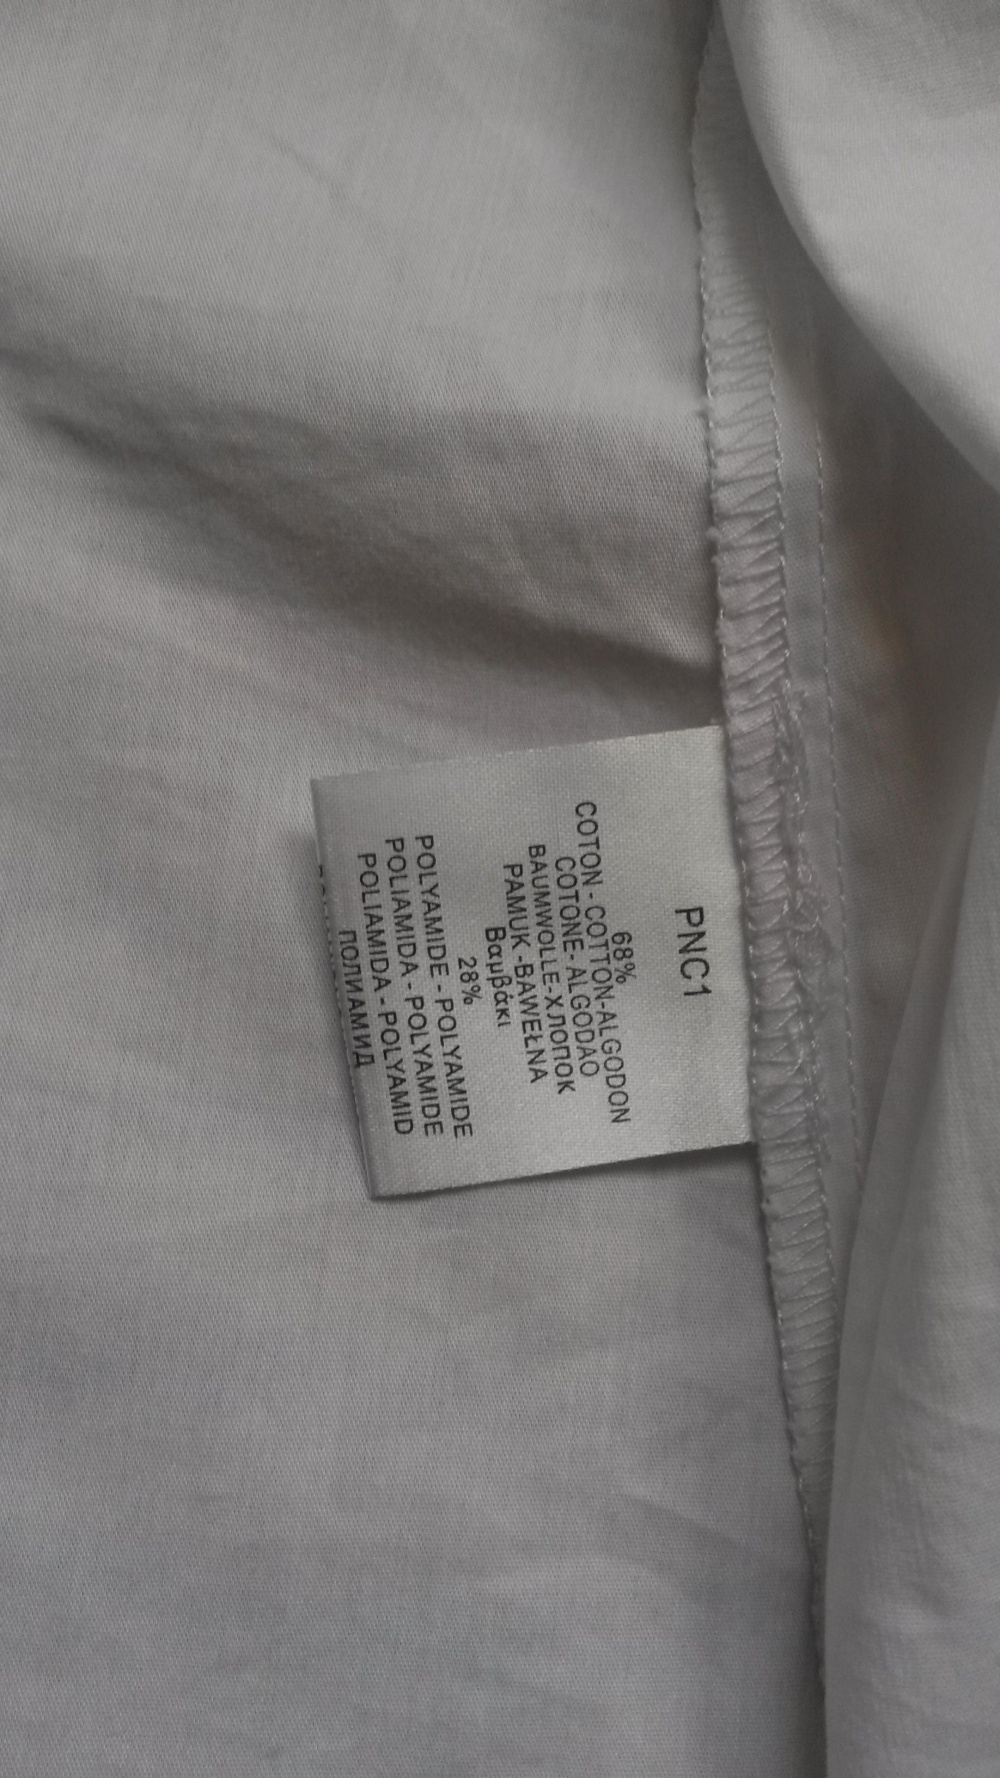 PNC1
68%
COTON - COTTON-ALGODON
COTONE- ALGODAO
BAUMWOLLE-ХЛОПОК
PAMUK -BAWEŁNA
Βαμβάκι
28%
POLYAMIDE - POLYAMIDE
POLIAMIDA - POLYAMIDE
POLIAMIDA - POLYAMID
ПОЛИАМИД